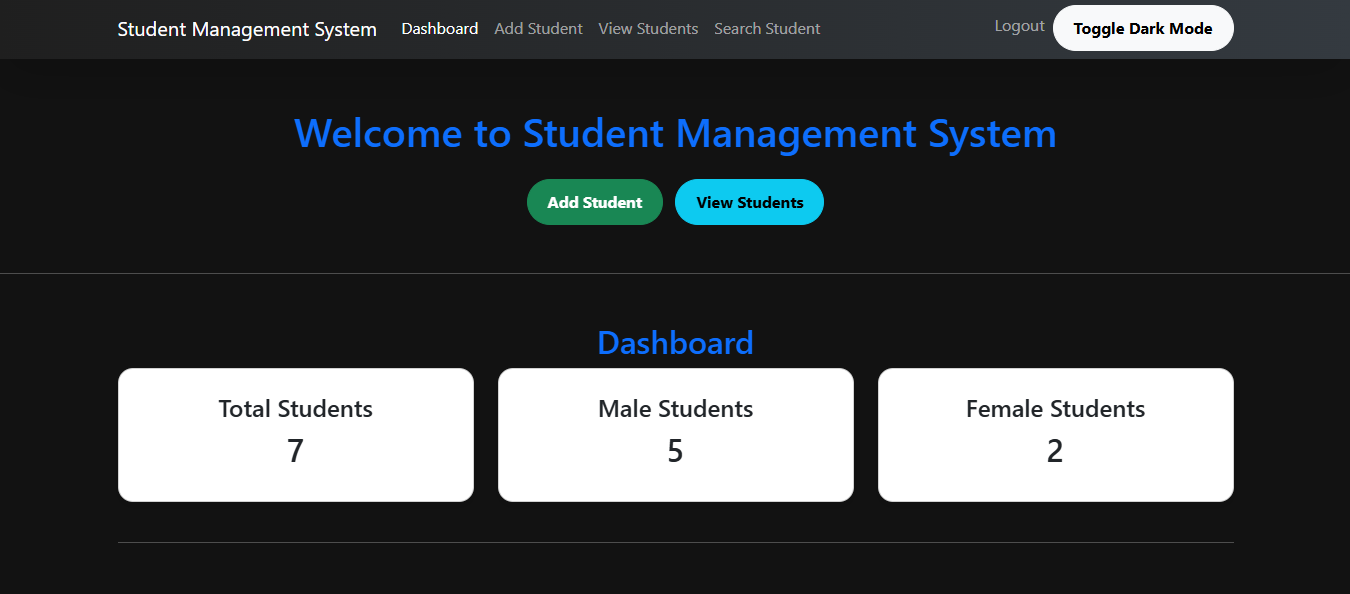 Student Management System Dashboard Add Student View Students Search Student Logout Toggle Dark Mode
Welcome to Student Management System
Add Student View Students
Dashboard
Total Students Male Students Female Students
7 5 2